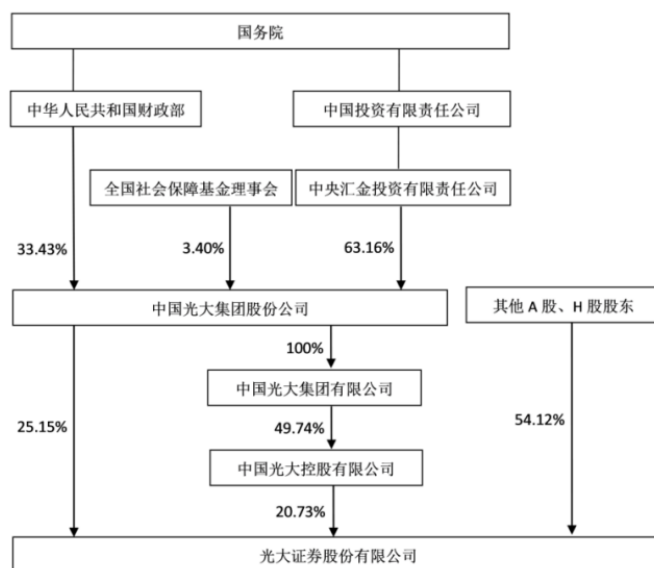 国务院
中华人民共和国财政部
中国投资有限责任公司
全国社会保障基金理事会
中央汇金投资有限责任公司
33.43%
3.40%
63.16%
中国光大集团股份公司
其他 A 股、H 股股东
100%
中国光大集团有限公司
25.15%
49.74%
54.12%
中国光大控股有限公司
20.73%
光大证券股份有限公司